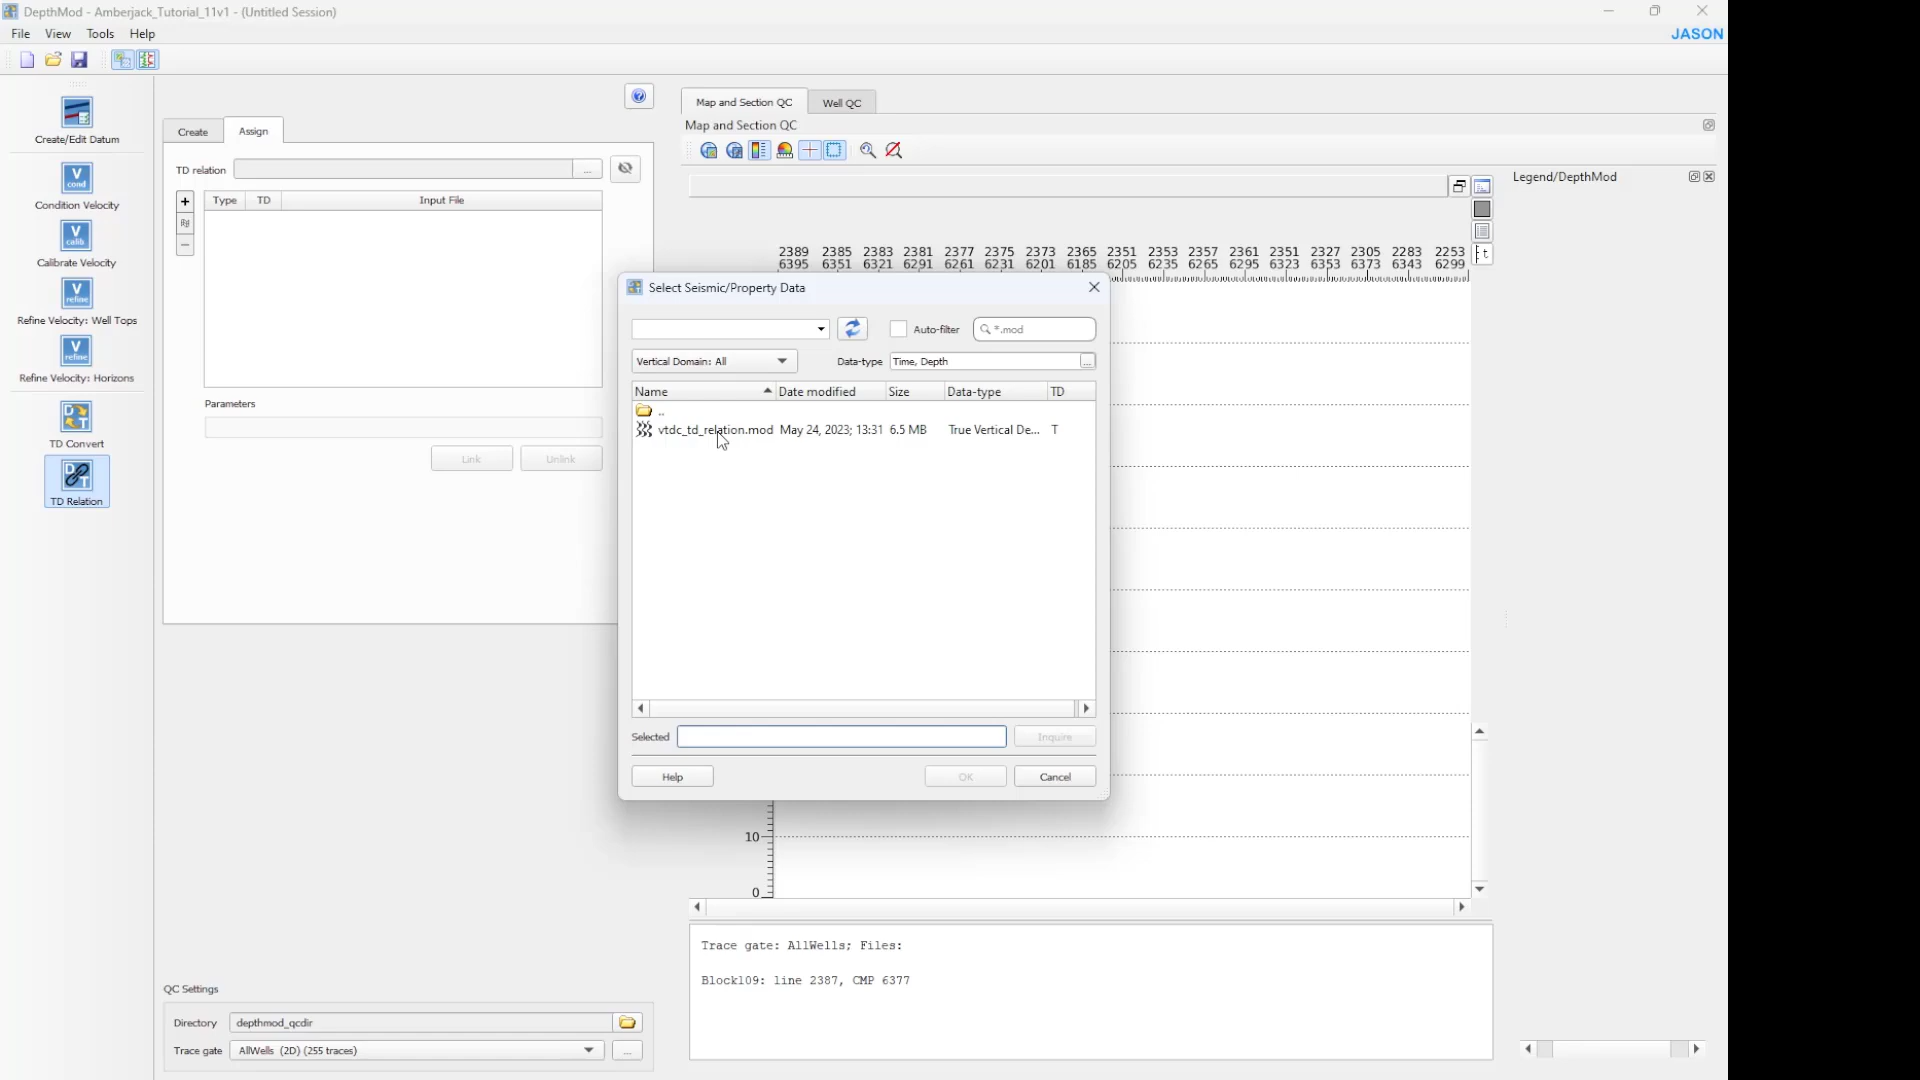 DepthMod - Amberjack_Tutorial_11v1 - (Untitled Session)
File View Tools Help
JASON
Create/Edit Datum
V cond
Condition Velocity
V calib
Calibrate Velocity
V refine
Refine Velocity: Well Tops
V refine
Refine Velocity: Horizons
D T
TD Convert
D T
TD Relation
Create Assign
TD relation ...
Type TD Input File
Parameters
Link Unlink
QC Settings
Directory depthmod_qcdir
Trace gate AllWells (2D) (255 traces) ...
Map and Section QC Well QC
Map and Section QC
Legend/DepthMod
2389 2385 2383 2381 2377 2375 2373 2365 2351 2353 2357 2361 2351 2327 2305 2283 2253
6395 6351 6321 6291 6261 6231 6201 6185 6205 6235 6265 6295 6323 6353 6373 6343 6299
t
10
0
Select Seismic/Property Data
Auto-filter *.mod
Vertical Domain: All Data-type Time, Depth ...
Name Date modified Size Data-type TD
..
vtdc_td_relation.mod May 24, 2023; 13:31 6.5 MB True Vertical De... T
Selected Inquire
Help OK Cancel
Trace gate: AllWells; Files:
Block109: line 2387, CMP 6377